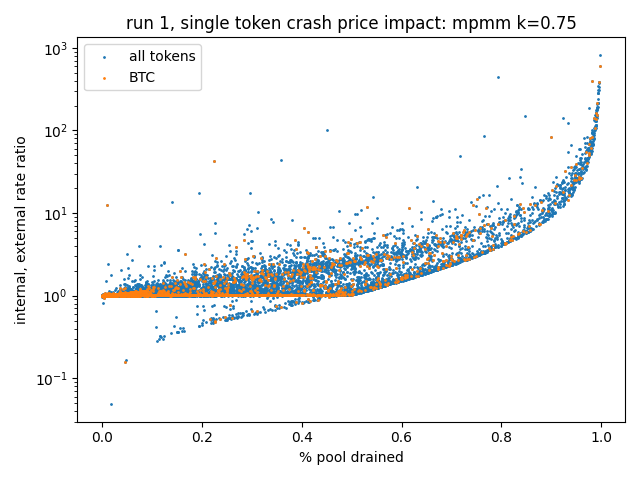 run 1, single token crash price impact: mpmm k=0.75
all tokens
BTC
internal, external rate ratio
10³
10²
10¹
10⁰
10⁻¹
0.0 0.2 0.4 0.6 0.8 1.0
% pool drained